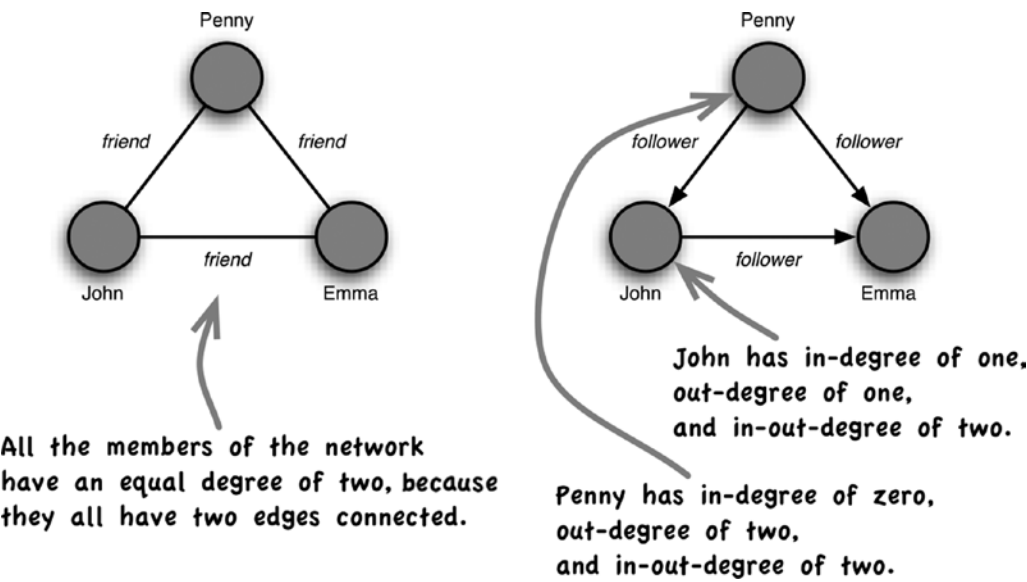 Penny
friend
friend
friend
John
Emma
All the members of the network
have an equal degree of two, because
they all have two edges connected.
Penny
follower
follower
follower
John
Emma
John has in-degree of one,
out-degree of one,
and in-out-degree of two.
Penny has in-degree of zero,
out-degree of two,
and in-out-degree of two.